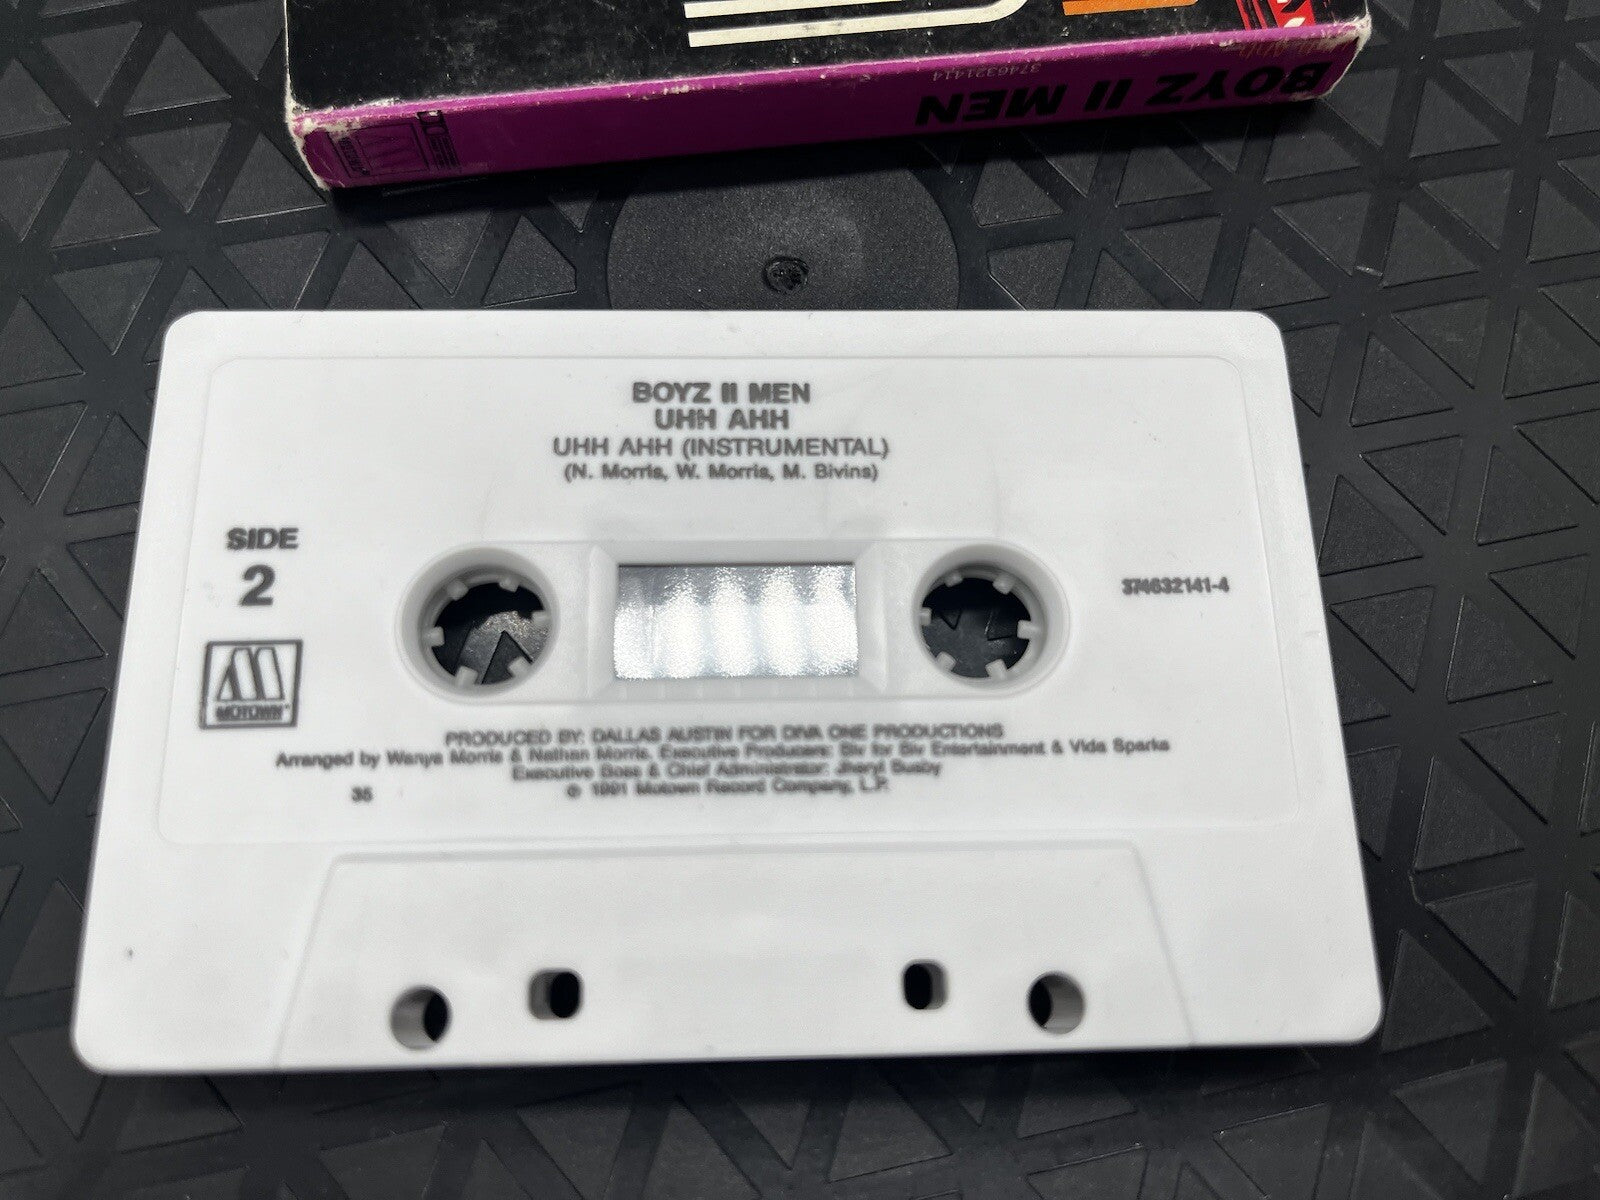 BOYZ II MEN
3746321414
MOTOWN
BOYZ II MEN
UHH AHH
UHH AHH (INSTRUMENTAL)
(N. Morris, W. Morris, M. Bivins)
SIDE
2
374632141-4
MOTOWN
PRODUCED BY: DALLAS AUSTIN FOR DIVA ONE PRODUCTIONS
Arranged by Wanya Morris & Nathan Morris. Executive Producers: Biv for Biv Entertainment & Vida Sparks
Executive Boss & Chief Administrator: Jheryl Busby
℗ 1991 Motown Record Company, L.P.
35